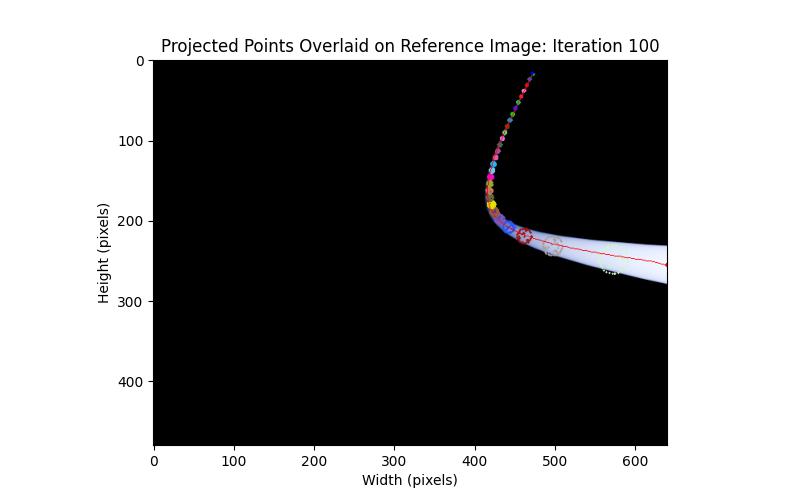 Projected Points Overlaid on Reference Image: Iteration 100
0
100
200
300
400
Height (pixels)
0 100 200 300 400 500 600
Width (pixels)